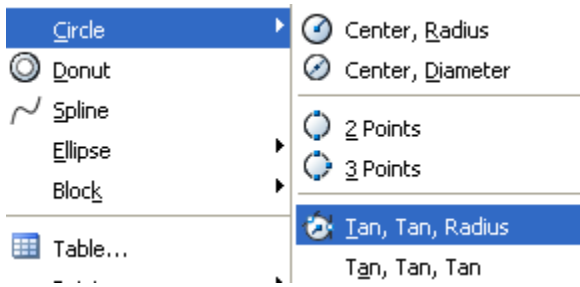 Circle
Donut
Spline
Ellipse
Block
Table...
Center, Radius
Center, Diameter
2 Points
3 Points
Tan, Tan, Radius
Tan, Tan, Tan